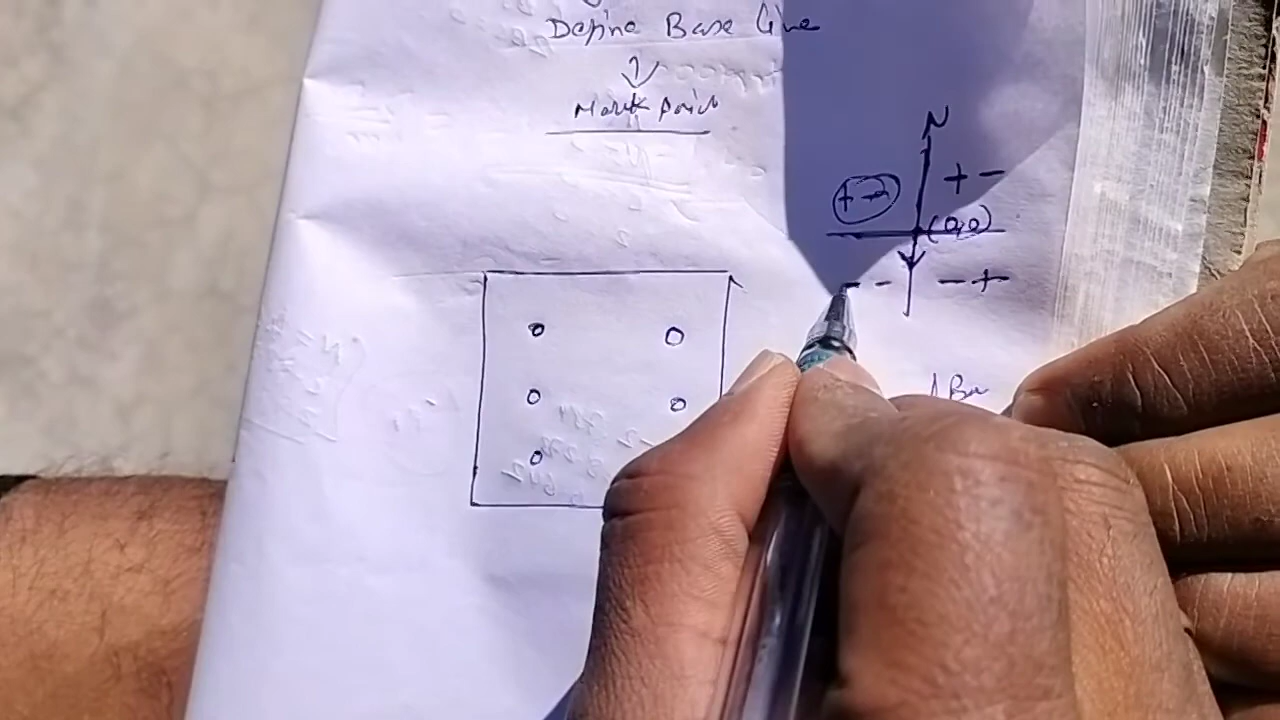 Define Base line
Mark point
N
+ -
+ -
(0,0)
- -
- +